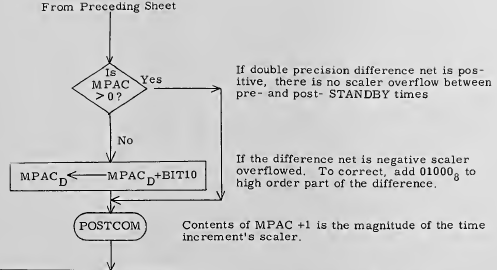 From Preceding Sheet
Is
MPAC
>0?
Yes
If double precision difference net is pos-
itive, there is no scaler overflow between
pre- and post- STANDBY times
No
MPAC_D ← MPAC_D+BIT10
If the difference net is negative scaler
overflowed. To correct, add 01000₈ to
high order part of the difference.
POSTCOM
Contents of MPAC +1 is the magnitude of the time
increment's scaler.